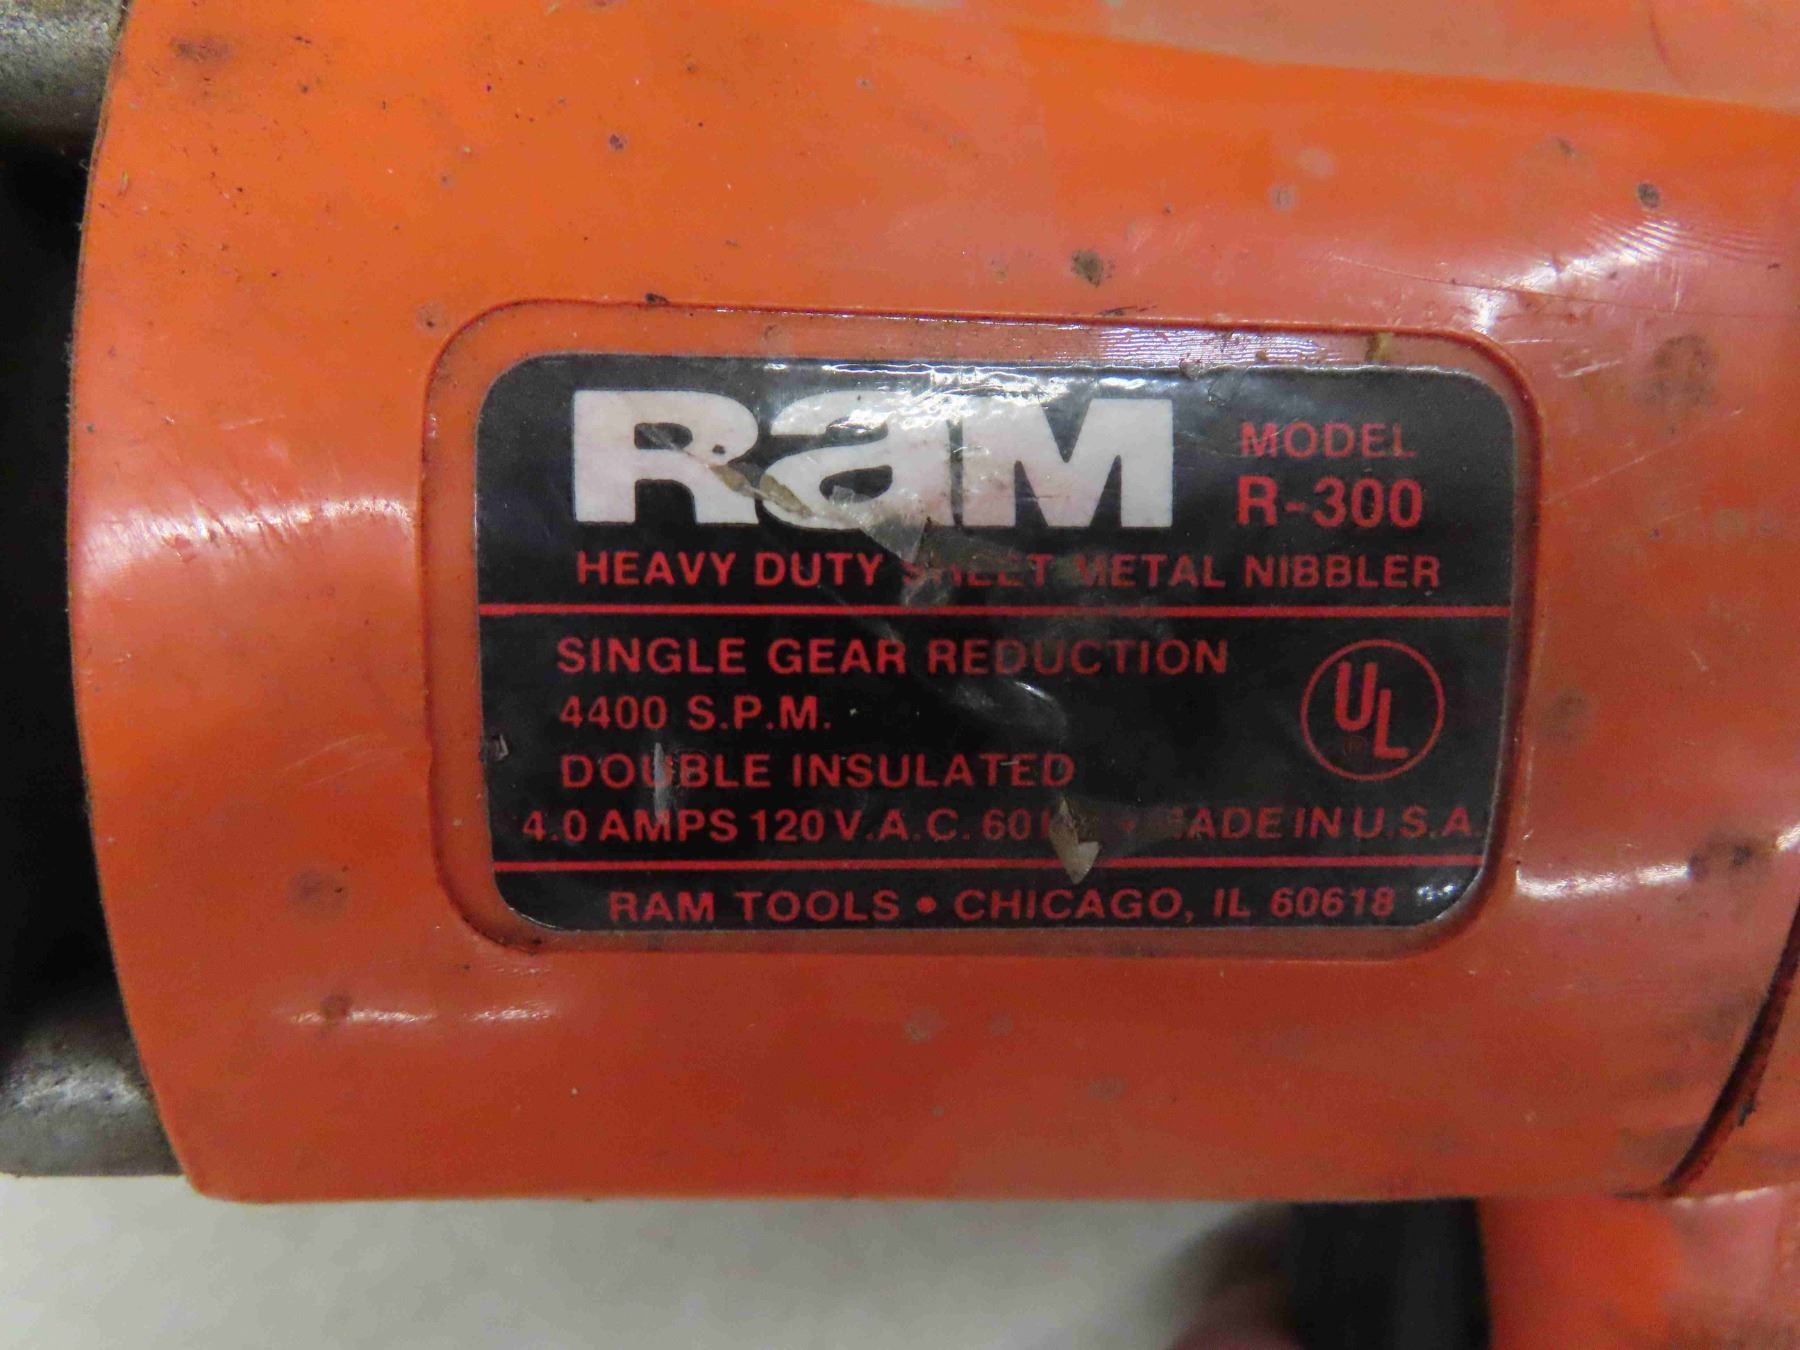 RaM
MODEL
R-300
HEAVY DUTY SHEET METAL NIBBLER
SINGLE GEAR REDUCTION
4400 S.P.M.
DOUBLE INSULATED
UL
®
4.0 AMPS 120 V.A.C. 60 • MADE IN U.S.A.
RAM TOOLS • CHICAGO, IL 60618